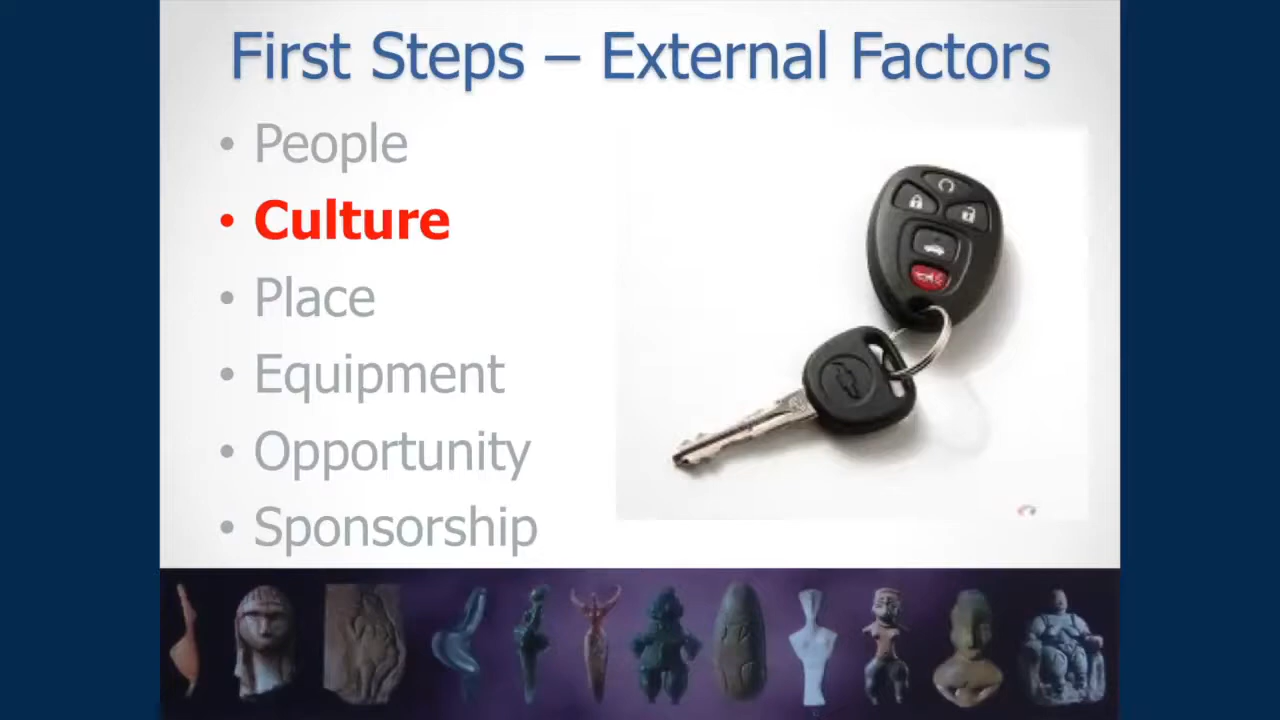 First Steps – External Factors
• People
• Culture
• Place
• Equipment
• Opportunity
• Sponsorship